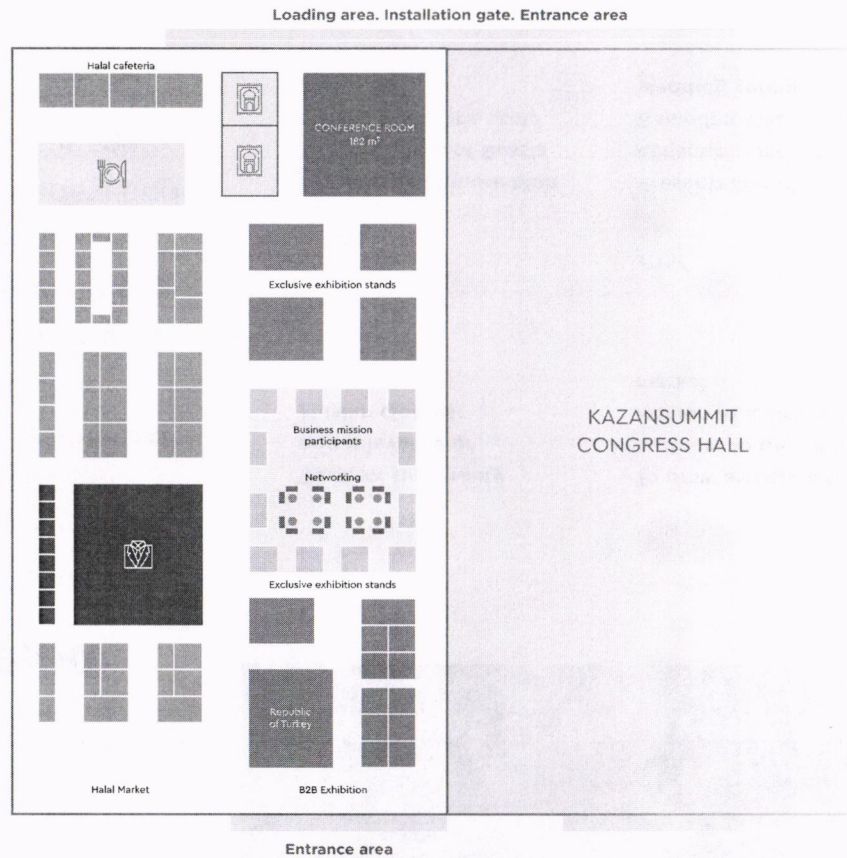 Loading area. Installation gate. Entrance area
Halal cafeteria
CONFERENCE ROOM
182 m²
Exclusive exhibition stands
Business mission
participants
Networking
KAZANSUMMIT
CONGRESS HALL
Exclusive exhibition stands
Republic
of Turkey
Halal Market
B2B Exhibition
Entrance area